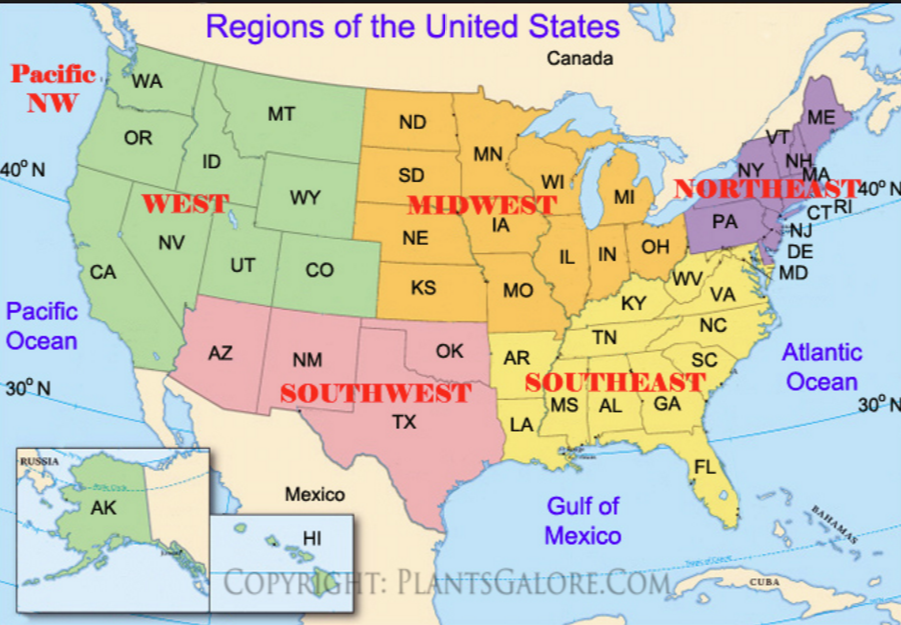 Regions of the United States
Canada
Pacific
NW
WA
MT
ND
ME
OR
MN
VT
ID
SD
WI
NY
NH
MA
40° N
WEST
WY
MIDWEST
MI
NORTHEAST
40° N
CT
RI
NV
NE
IA
PA
NJ
UT
CO
IL
IN
OH
DE
CA
KS
MO
WV
MD
KY
VA
Pacific
Ocean
TN
NC
AZ
NM
OK
AR
SC
Atlantic
Ocean
30° N
SOUTHWEST
SOUTHEAST
TX
LA
MS
AL
GA
30° N
RUSSIA
FL
AK
Mexico
Gulf of
Mexico
BAHAMAS
HI
COPYRIGHT: PLANTSGALORE.COM
CUBA